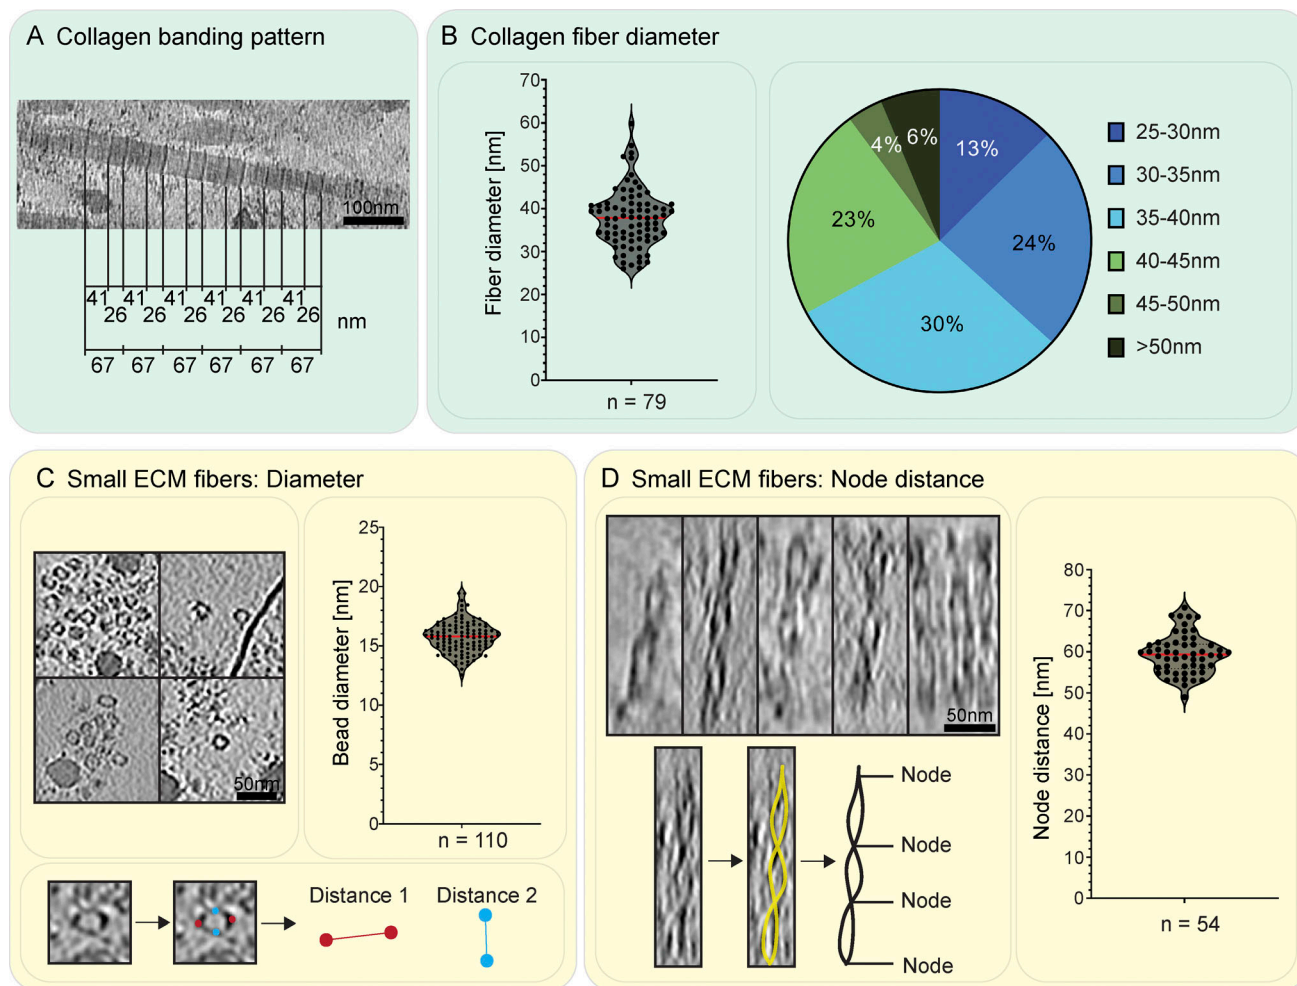 A Collagen banding pattern
100nm
41 41 41 41 41 41
26 26 26 26 26 26
nm
67 67 67 67 67 67
B Collagen fiber diameter
Fiber diameter [nm]
70
60
50
40
30
20
10
0
n = 79
4%
6%
13%
23%
24%
30%
25-30nm
30-35nm
35-40nm
40-45nm
45-50nm
>50nm
C Small ECM fibers: Diameter
50nm
Bead diameter [nm]
25
20
15
10
5
0
n = 110
Distance 1
Distance 2
D Small ECM fibers: Node distance
50nm
Node
Node
Node
Node
Node distance [nm]
80
70
60
50
40
30
20
10
0
n = 54